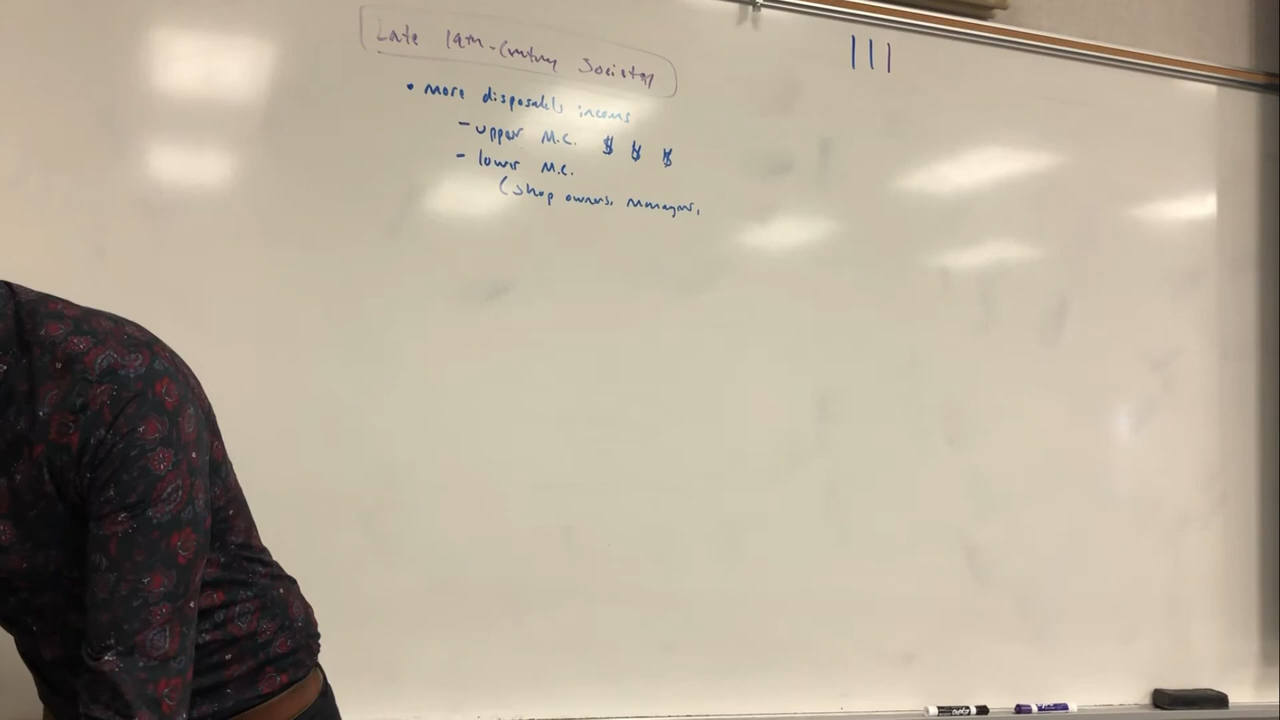 Late 19th-Century Society
• more disposable income
- upper M.C. $ $ $
- lower M.C.
(shop owners, managers,
|||